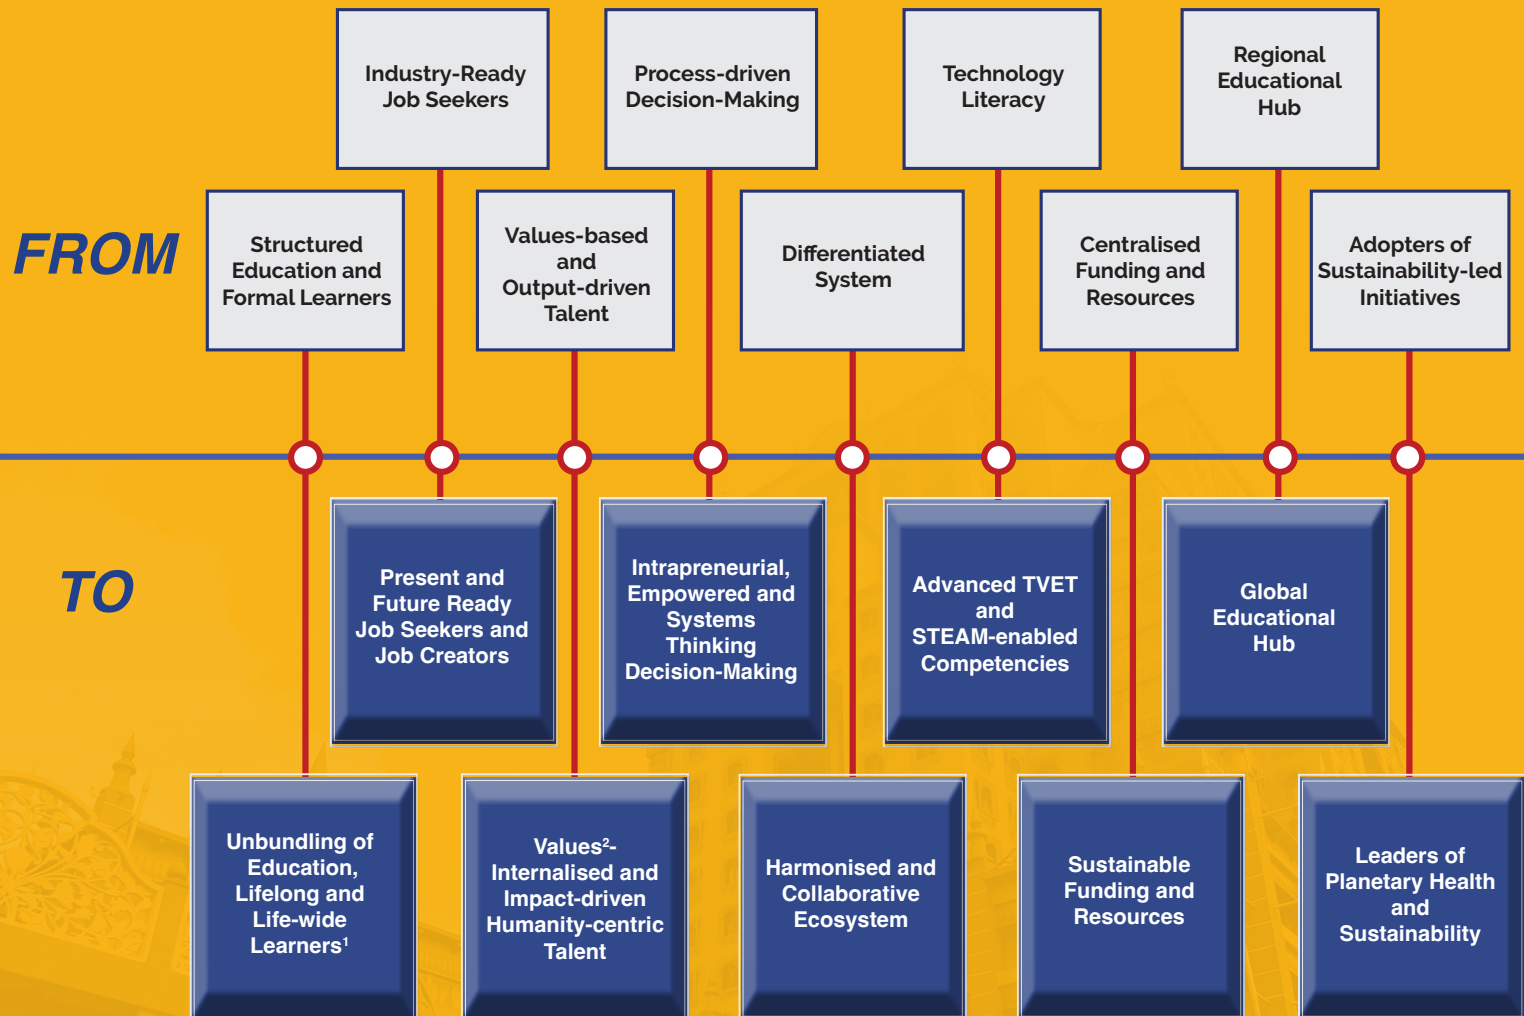 Industry-Ready
Job Seekers
Process-driven
Decision-Making
Technology
Literacy
Regional
Educational
Hub
FROM
Structured
Education and
Formal Learners
Values-based
and
Output-driven
Talent
Differentiated
System
Centralised
Funding and
Resources
Adopters of
Sustainability-led
Initiatives
TO
Present and
Future Ready
Job Seekers and
Job Creators
Intrapreneurial,
Empowered and
Systems
Thinking
Decision-Making
Advanced TVET
and
STEAM-enabled
Competencies
Global
Educational
Hub
Unbundling of
Education,
Lifelong and
Life-wide
Learners¹
Values²-
Internalised and
Impact-driven
Humanity-centric
Talent
Harmonised and
Collaborative
Ecosystem
Sustainable
Funding and
Resources
Leaders of
Planetary Health
and
Sustainability